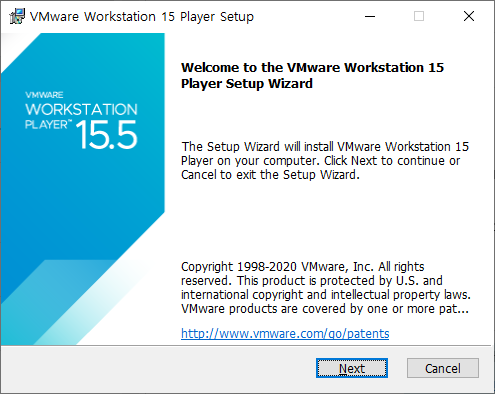 VMware Workstation 15 Player Setup
VMWARE
WORKSTATION
PLAYER™
15.5
Welcome to the VMware Workstation 15
Player Setup Wizard
The Setup Wizard will install VMware Workstation 15
Player on your computer. Click Next to continue or
Cancel to exit the Setup Wizard.
Copyright 1998-2020 VMware, Inc. All rights
reserved. This product is protected by U.S. and
international copyright and intellectual property laws.
VMware products are covered by one or more pat...
http://www.vmware.com/go/patents
Next
Cancel